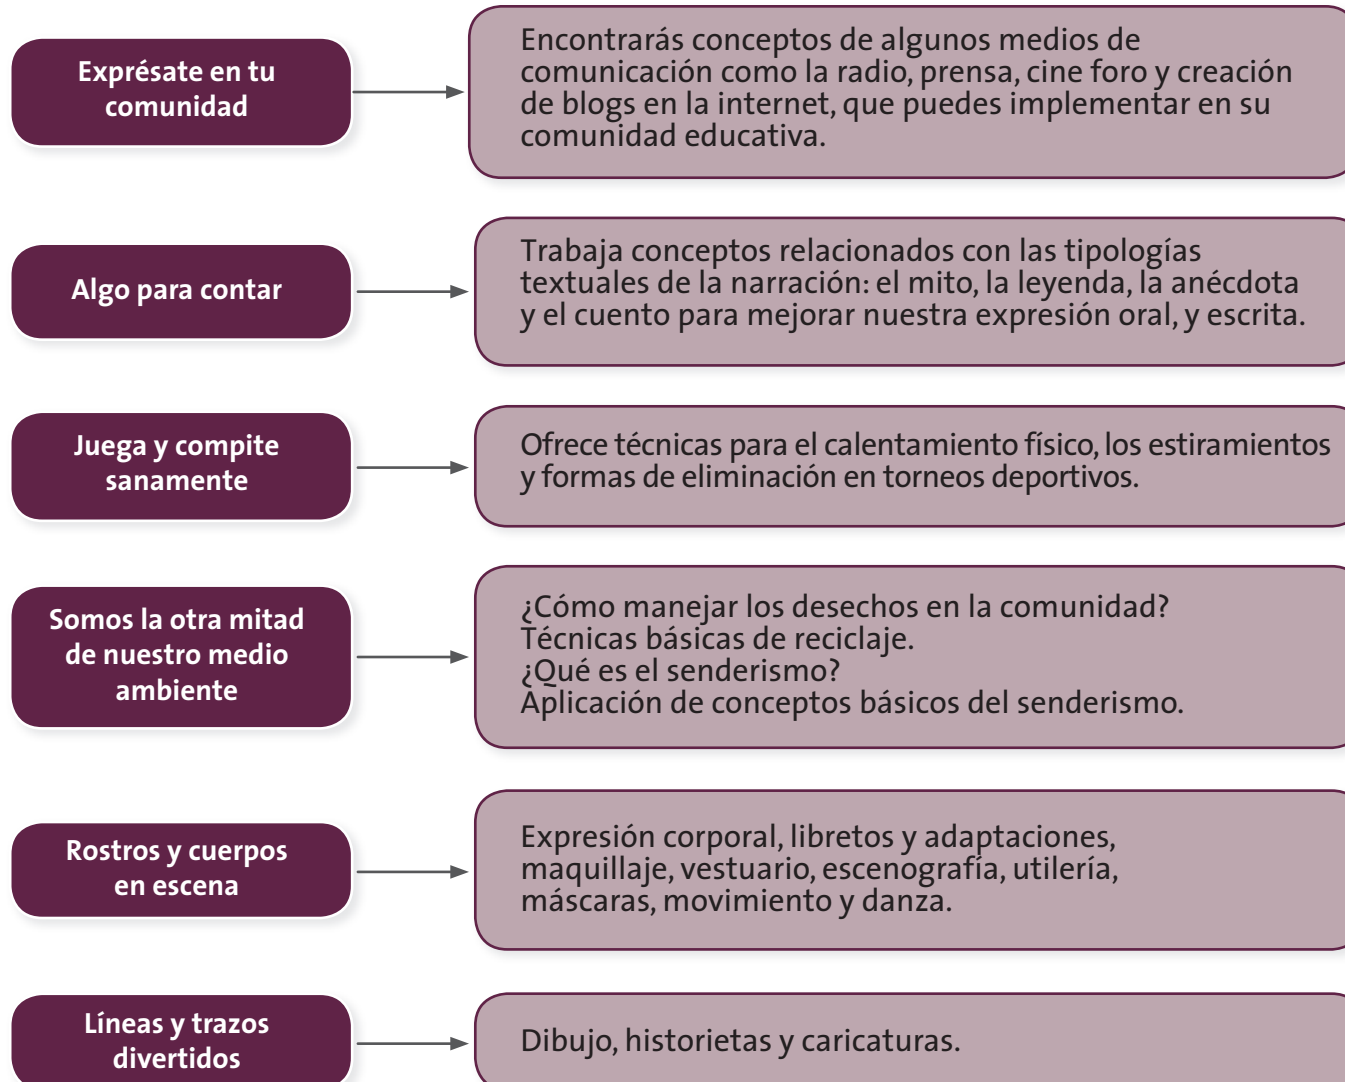 Exprésate en tu
comunidad
Encontrarás conceptos de algunos medios de
comunicación como la radio, prensa, cine foro y creación
de blogs en la internet, que puedes implementar en su
comunidad educativa.
Algo para contar
Trabaja conceptos relacionados con las tipologías
textuales de la narración: el mito, la leyenda, la anécdota
y el cuento para mejorar nuestra expresión oral, y escrita.
Juega y compite
sanamente
Ofrece técnicas para el calentamiento físico, los estiramientos
y formas de eliminación en torneos deportivos.
Somos la otra mitad
de nuestro medio
ambiente
¿Cómo manejar los desechos en la comunidad?
Técnicas básicas de reciclaje.
¿Qué es el senderismo?
Aplicación de conceptos básicos del senderismo.
Rostros y cuerpos
en escena
Expresión corporal, libretos y adaptaciones,
maquillaje, vestuario, escenografía, utilería,
máscaras, movimiento y danza.
Líneas y trazos
divertidos
Dibujo, historietas y caricaturas.